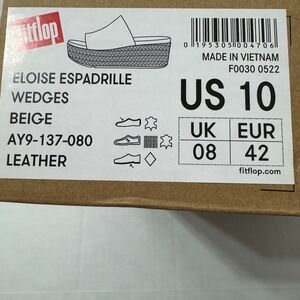 fitflop
0195305004706
MADE IN VIETNAM
F0030 0522
ELOISE ESPADRILLE
WEDGES
BEIGE
AY9-137-080
LEATHER
US 10
UK EUR
08 42
fitflop.com